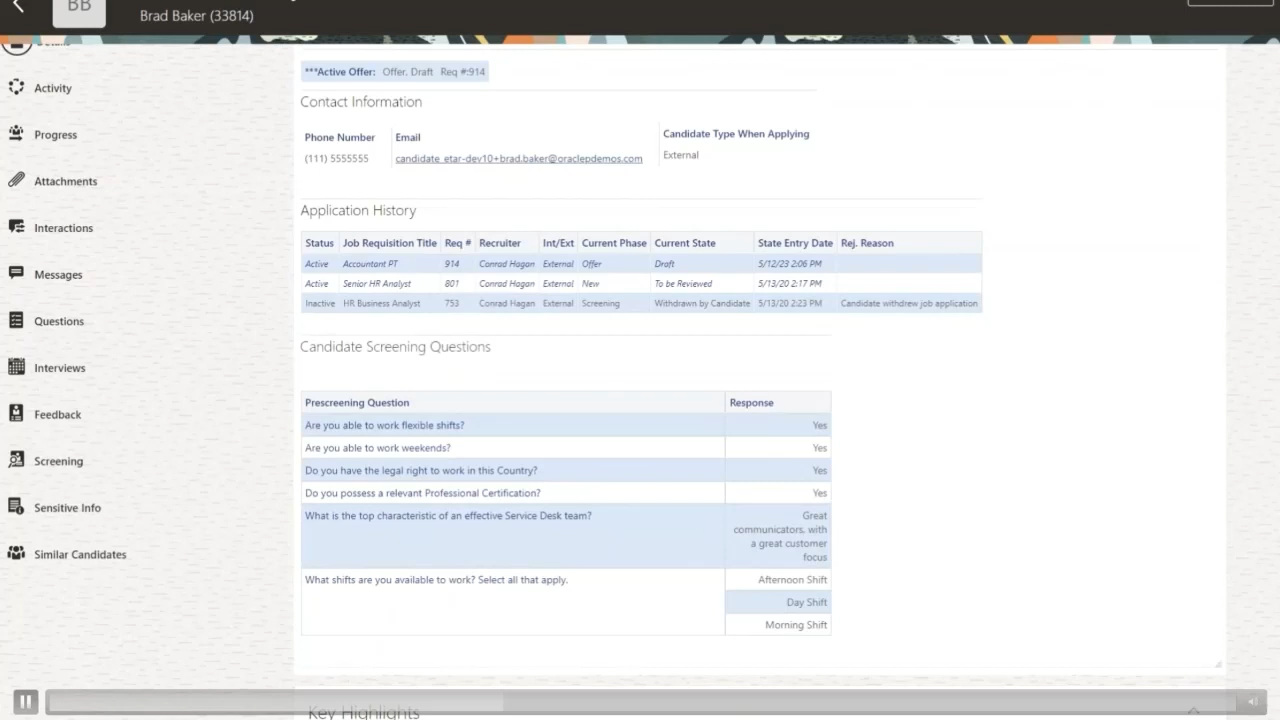 BB
Brad Baker (33814)
Details
Activity
Progress
Attachments
Interactions
Messages
Questions
Interviews
Feedback
Screening
Sensitive Info
Similar Candidates
***Active Offer: Offer, Draft Req #:914
Contact Information
Phone Number Email Candidate Type When Applying
(111) 5555555 candidate_etar-dev10+brad.baker@oraclepdemos.com External
Application History
Status Job Requisition Title Req # Recruiter Int/Ext Current Phase Current State State Entry Date Rej. Reason
Active Accountant PT 914 Conrad Hagan External Offer Draft 5/12/23 2:06 PM
Active Senior HR Analyst 801 Conrad Hagan External New To be Reviewed 5/13/20 2:17 PM
Inactive HR Business Analyst 753 Conrad Hagan External Screening Withdrawn by Candidate 5/13/20 2:23 PM Candidate withdrew job application
Candidate Screening Questions
Prescreening Question Response
Are you able to work flexible shifts? Yes
Are you able to work weekends? Yes
Do you have the legal right to work in this Country? Yes
Do you possess a relevant Professional Certification? Yes
What is the top characteristic of an effective Service Desk team? Great
communicators, with
a great customer
focus
What shifts are you available to work? Select all that apply. Afternoon Shift
Day Shift
Morning Shift
Key Highlights